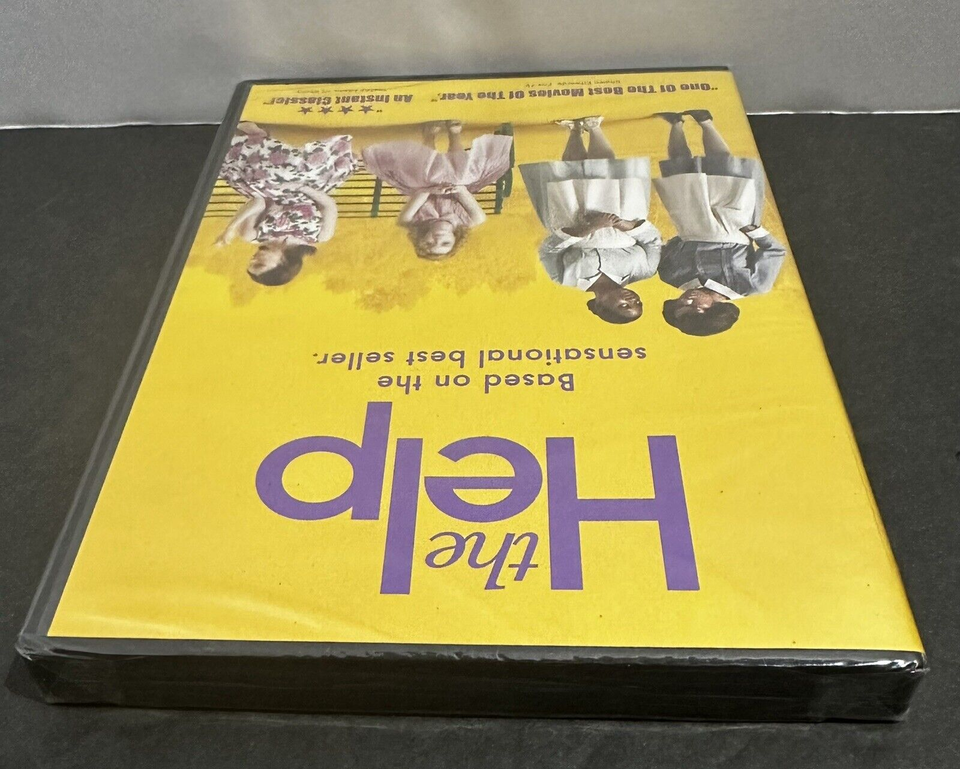 the
Help
Based on the
sensational best seller.
"One Of The Best Movies Of The Year."
"★★★★
An Instant Classic!"